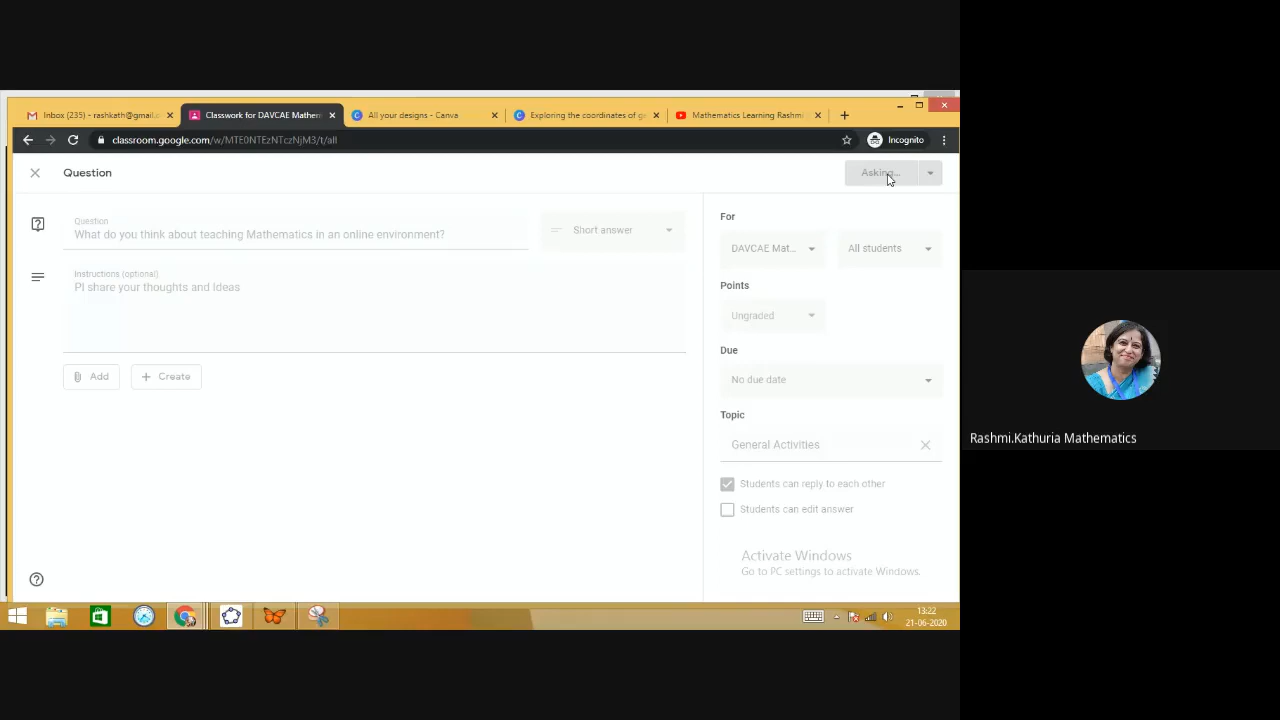 Inbox (235) - rashkath@gmail.c
Classwork for DAVCAE Mathem
All your designs - Canva
Exploring the coordinates of ge
Mathematics Learning Rashmi
classroom.google.com/w/MTE0NTEzNTczNjM3/t/all
Incognito
Question
Asking...
Question
What do you think about teaching Mathematics in an online environment?
Short answer
Instructions (optional)
Pl share your thoughts and Ideas
Add
Create
For
DAVCAE Mat...
All students
Points
Ungraded
Due
No due date
Topic
General Activities
Students can reply to each other
Students can edit answer
Activate Windows
Go to PC settings to activate Windows.
13:22
21-06-2020
Rashmi.Kathuria Mathematics